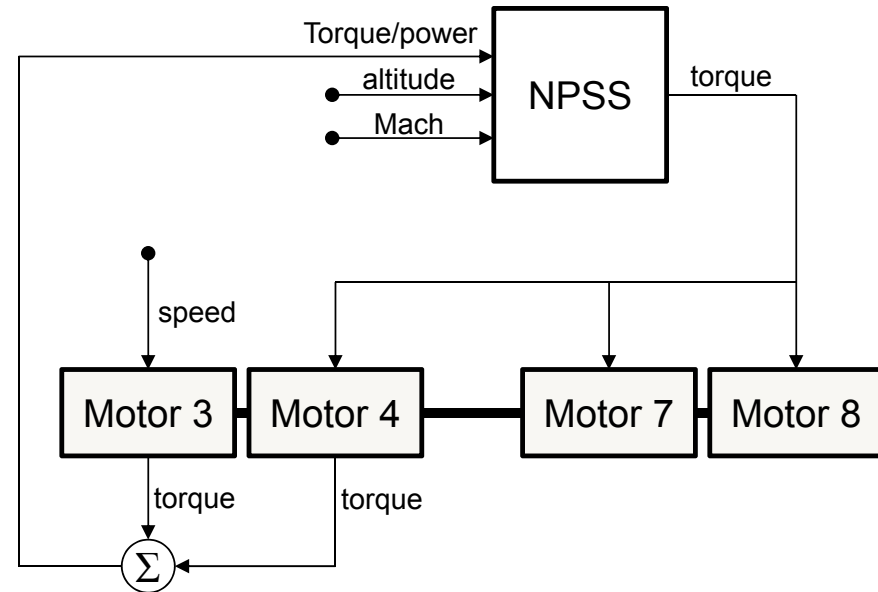 Torque/power
altitude
Mach
NPSS
torque
speed
Motor 3
Motor 4
Motor 7
Motor 8
torque
torque
Σ